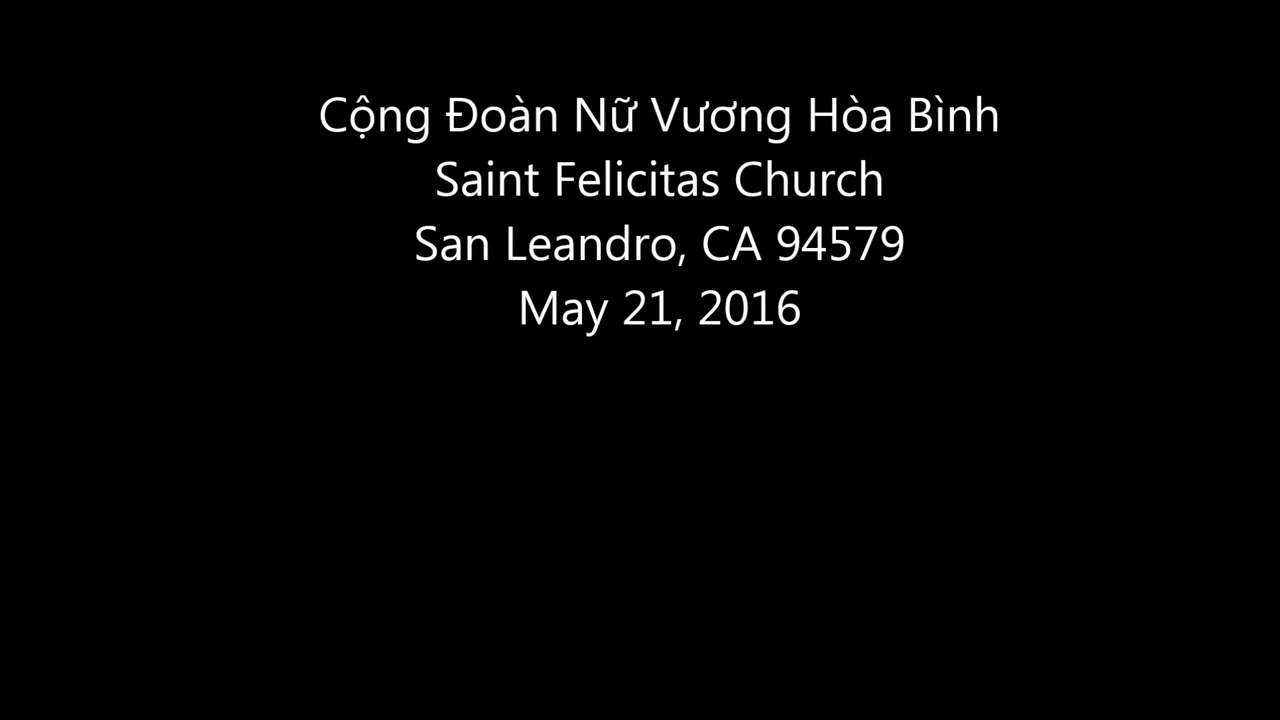 Cộng Đoàn Nữ Vương Hòa Bình
Saint Felicitas Church
San Leandro, CA 94579
May 21, 2016